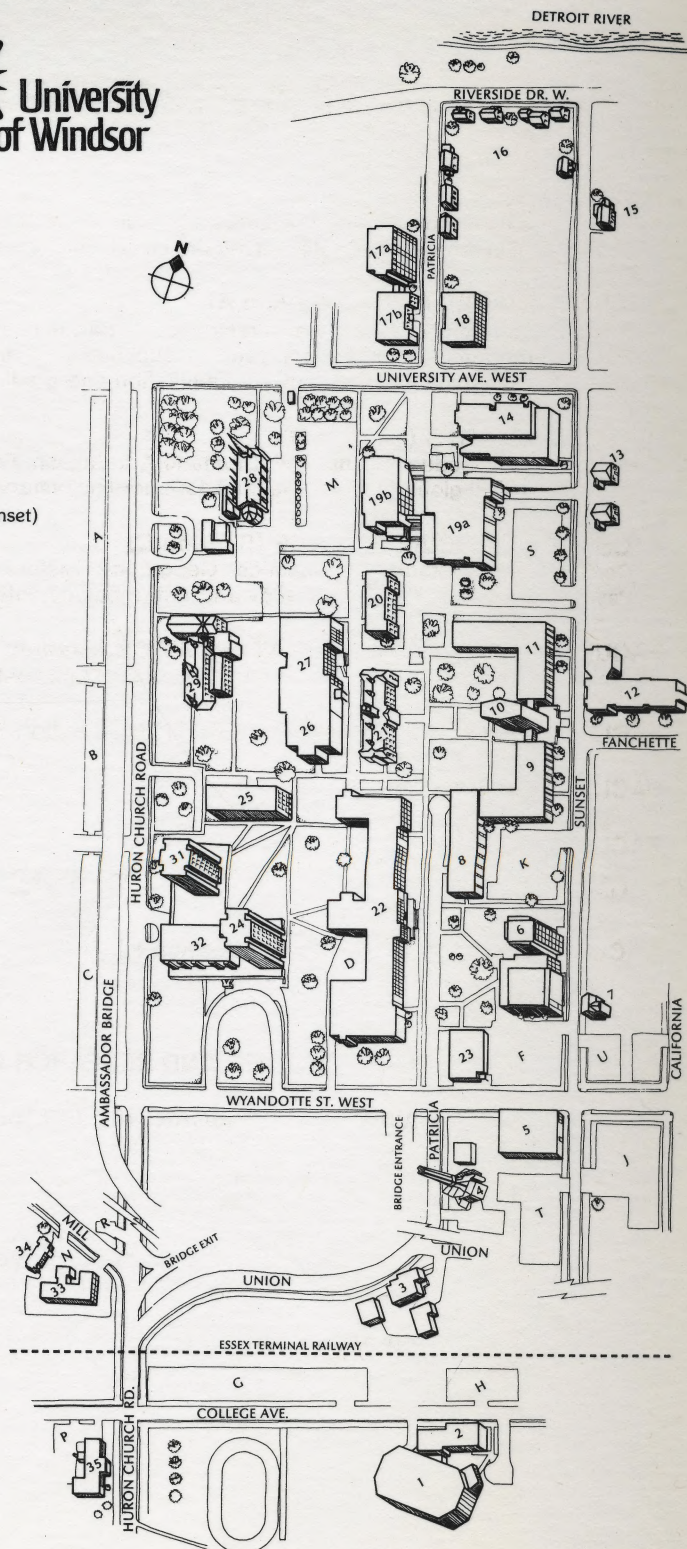 DETROIT RIVER
University
of Windsor
RIVERSIDE DR. W.
16
15
N
17a
PATRICIA
17b
18
UNIVERSITY AVE. WEST
14
13
28
M
19b
19a
nset)
A
S
20
11
27
12
29
10
21
FANCHETTE
26
B
9
HURON CHURCH ROAD
SUNSET
25
8
K
31
22
24
6
32
D
C
7
AMBASSADOR BRIDGE
23
F
U
CALIFORNIA
WYANDOTTE ST. WEST
BRIDGE ENTRANCE
PATRICIA
5
J
4
T
MILL
R
34
N
BRIDGE EXIT
UNION
33
UNION
3
ESSEX TERMINAL RAILWAY
G
H
COLLEGE AVE.
HURON CHURCH RD.
P
2
35
1